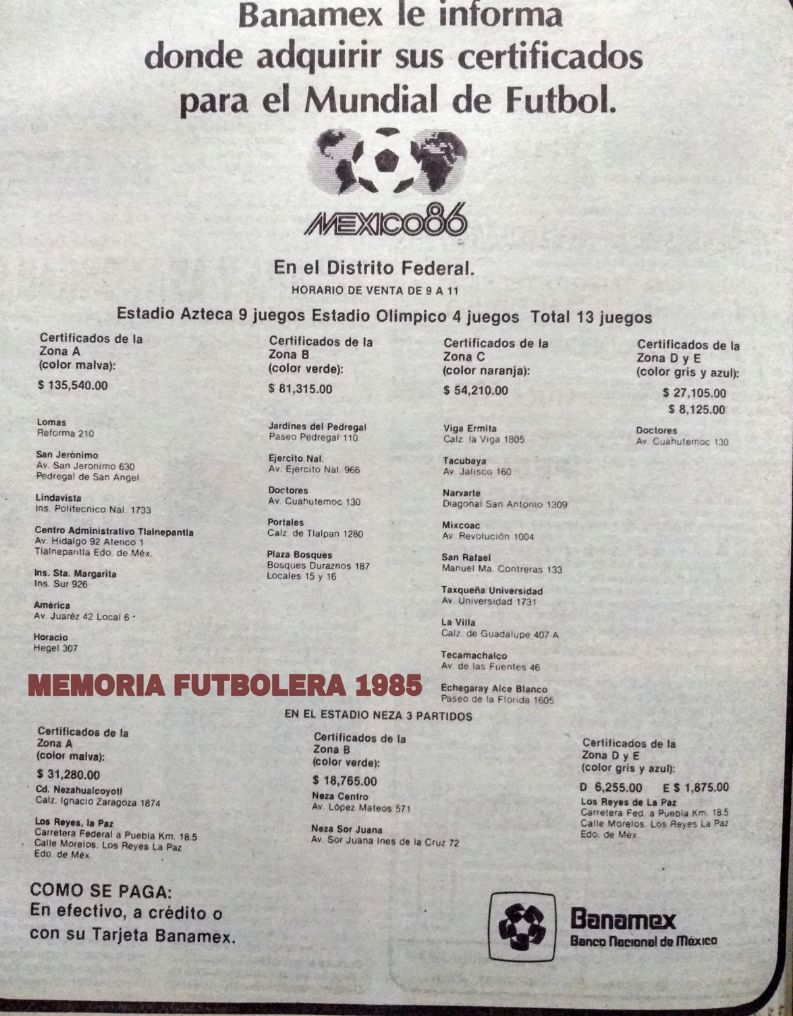 Banamex le informa
donde adquirir sus certificados
para el Mundial de Futbol.
MEXICO86
En el Distrito Federal.
HORARIO DE VENTA DE 9 A 11
Estadio Azteca 9 juegos Estadio Olimpico 4 juegos Total 13 juegos
Certificados de la
Zona A
(color malva):
$ 135,540.00
Lomas
Reforma 210
San Jerónimo
Av. San Jeronimo 630
Pedregal de San Angel
Lindavista
Ins. Politecnico Nal. 1733
Centro Administrativo Tlalnepantla
Av. Hidalgo 92 Atenco 1
Tlalnepantla Edo. de Méx.
Ins. Sta. Margarita
Ins. Sur 926
América
Av. Juaréz 42 Local 6
Horacio
Hegel 307
Certificados de la
Zona B
(color verde):
$ 81,315.00
Jardines del Pedregal
Paseo Pedregal 110
Ejercito Nal.
Av. Ejercito Nal. 966
Doctores
Av. Cuahutemoc 130
Portales
Calz. de Tlalpan 1280
Plaza Bosques
Bosques Duraznos 187
Locales 15 y 16
Certificados de la
Zona C
(color naranja):
$ 54,210.00
Viga Ermita
Calz. la Viga 1805
Tacubaya
Av. Jalisco 160
Narvarte
Diagonal San Antonio 1309
Mixcoac
Av. Revolución 1004
San Rafael
Manuel Ma. Contreras 133
Taxqueña Universidad
Av. Universidad 1731
La Villa
Calz. de Guadalupe 407-A
Tecamachalco
Av. de las Fuentes 46
Echegaray Alce Blanco
Paseo de la Florida 1605
Certificados de la
Zona D y E
(color gris y azul):
$ 27,105.00
$ 8,125.00
Doctores
Av. Cuahutemoc 130
MEMORIA FUTBOLERA 1985
EN EL ESTADIO NEZA 3 PARTIDOS
Certificados de la
Zona A
(color malva):
$ 31,280.00
Cd. Nezahualcoyotl
Calz. Ignacio Zaragoza 1874
Los Reyes, la Paz
Carretera Federal a Puebla Km. 18.5
Calle Morelos. Los Reyes La Paz
Edo. de Méx.
Certificados de la
Zona B
(color verde):
$ 18,765.00
Neza Centro
Av. López Mateos 571
Neza Sor Juana
Av. Sor Juana Ines de la Cruz 72
Certificados de la
Zona D y E
(color gris y azul):
D 6,255.00 E $ 1,875.00
Los Reyes de La Paz
Carretera Fed. a Puebla Km. 18.5
Calle Morelos. Los Reyes La Paz
Edo. de Méx.
COMO SE PAGA:
En efectivo, a crédito o
con su Tarjeta Banamex.
Banamex
Banco Nacional de México